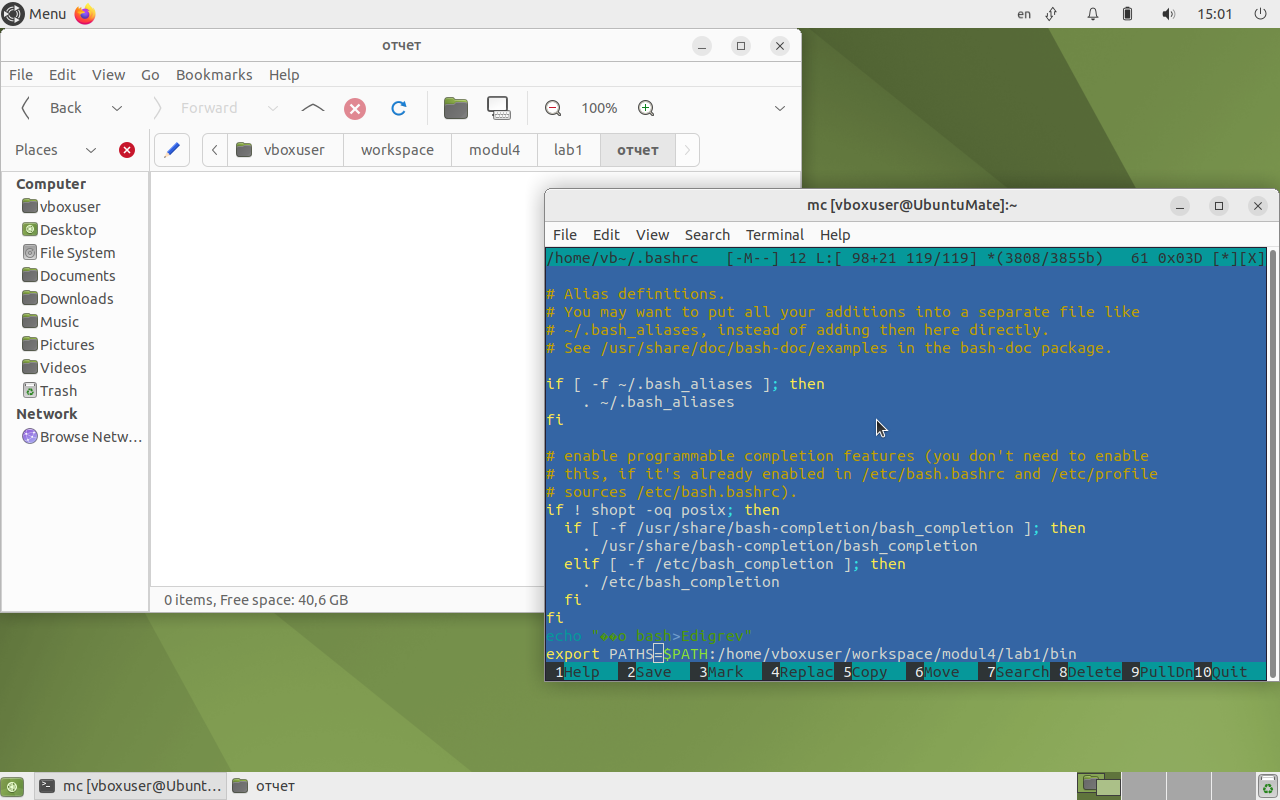 Menu en 15:01
отчет
File Edit View Go Bookmarks Help
Back Forward 100%
Places vboxuser workspace modul4 lab1 отчет
Computer
vboxuser
Desktop
File System
Documents
Downloads
Music
Pictures
Videos
Trash
Network
Browse Netw…
0 items, Free space: 40,6 GB
mc [vboxuser@UbuntuMate]:~
File Edit View Search Terminal Help
/home/vb~/.bashrc [-M--] 12 L:[ 98+21 119/119] *(3808/3855b) 61 0x03D [*][X]
# Alias definitions.
# You may want to put all your additions into a separate file like
# ~/.bash_aliases, instead of adding them here directly.
# See /usr/share/doc/bash-doc/examples in the bash-doc package.
if [ -f ~/.bash_aliases ]; then
. ~/.bash_aliases
fi
# enable programmable completion features (you don't need to enable
# this, if it's already enabled in /etc/bash.bashrc and /etc/profile
# sources /etc/bash.bashrc).
if ! shopt -oq posix; then
if [ -f /usr/share/bash-completion/bash_completion ]; then
. /usr/share/bash-completion/bash_completion
elif [ -f /etc/bash_completion ]; then
. /etc/bash_completion
fi
fi
echo "��o bash>Edigrev"
export PATHS=$PATH:/home/vboxuser/workspace/modul4/lab1/bin
1Help 2Save 3Mark 4Replac 5Copy 6Move 7Search 8Delete 9PullDn 10Quit
mc [vboxuser@Ubunt… отчет